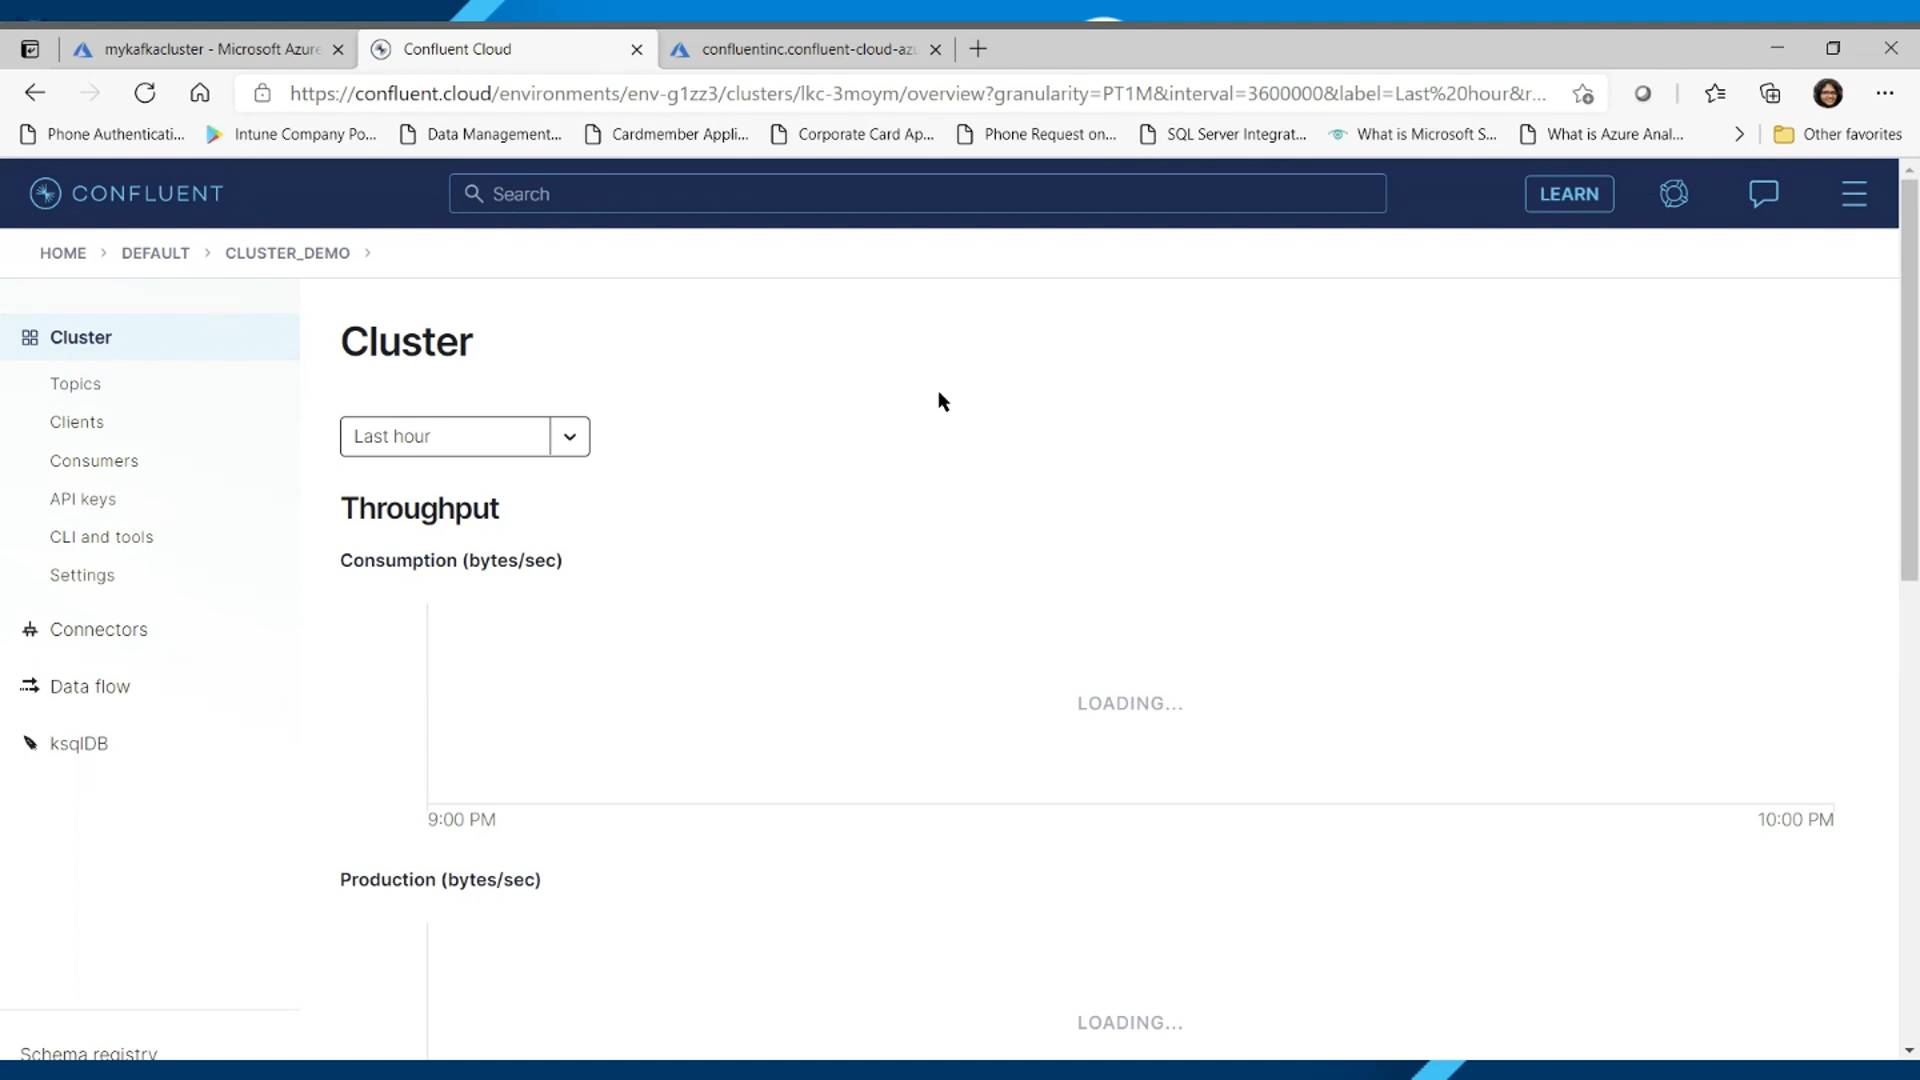 mykafkacluster - Microsoft Azure
Confluent Cloud
confluentinc.confluent-cloud-az
https://confluent.cloud/environments/env-g1zz3/clusters/lkc-3moym/overview?granularity=PT1M&interval=3600000&label=Last%20hour&r...
Phone Authenticati...
Intune Company Po...
Data Management...
Cardmember Appli...
Corporate Card Ap...
Phone Request on...
SQL Server Integrat...
What is Microsoft S...
What is Azure Anal...
Other favorites
CONFLUENT
Search
LEARN
HOME > DEFAULT > CLUSTER_DEMO >
Cluster
Topics
Clients
Consumers
API keys
CLI and tools
Settings
Connectors
Data flow
ksqlDB
Schema registry
Cluster
Last hour
Throughput
Consumption (bytes/sec)
LOADING...
9:00 PM
10:00 PM
Production (bytes/sec)
LOADING...